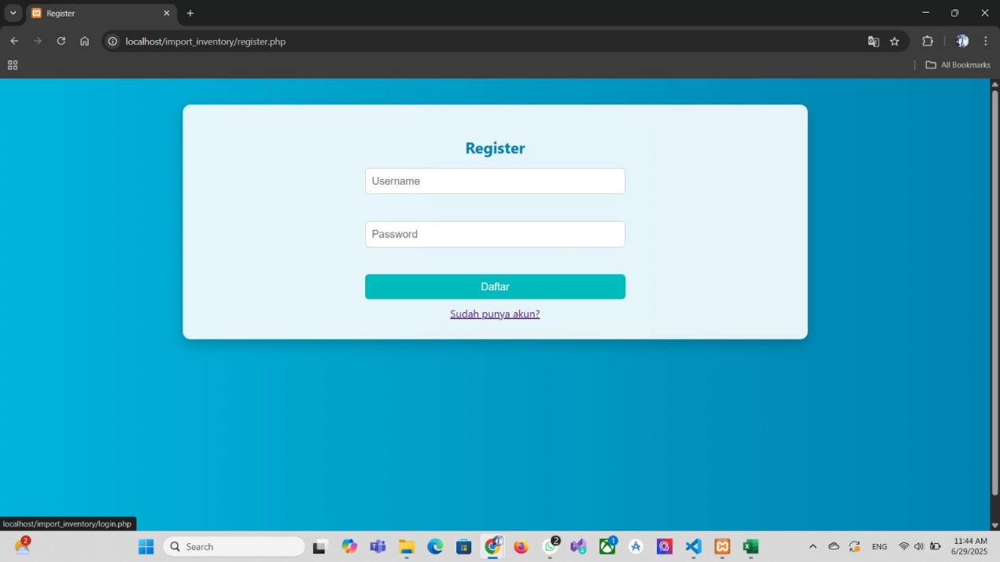 Register
localhost/import_inventory/register.php
All Bookmarks
Register
Username
Password
Daftar
Sudah punya akun?
localhost/import_inventory/login.php
2
Search
2
1
ENG
11:44 AM
6/29/2025